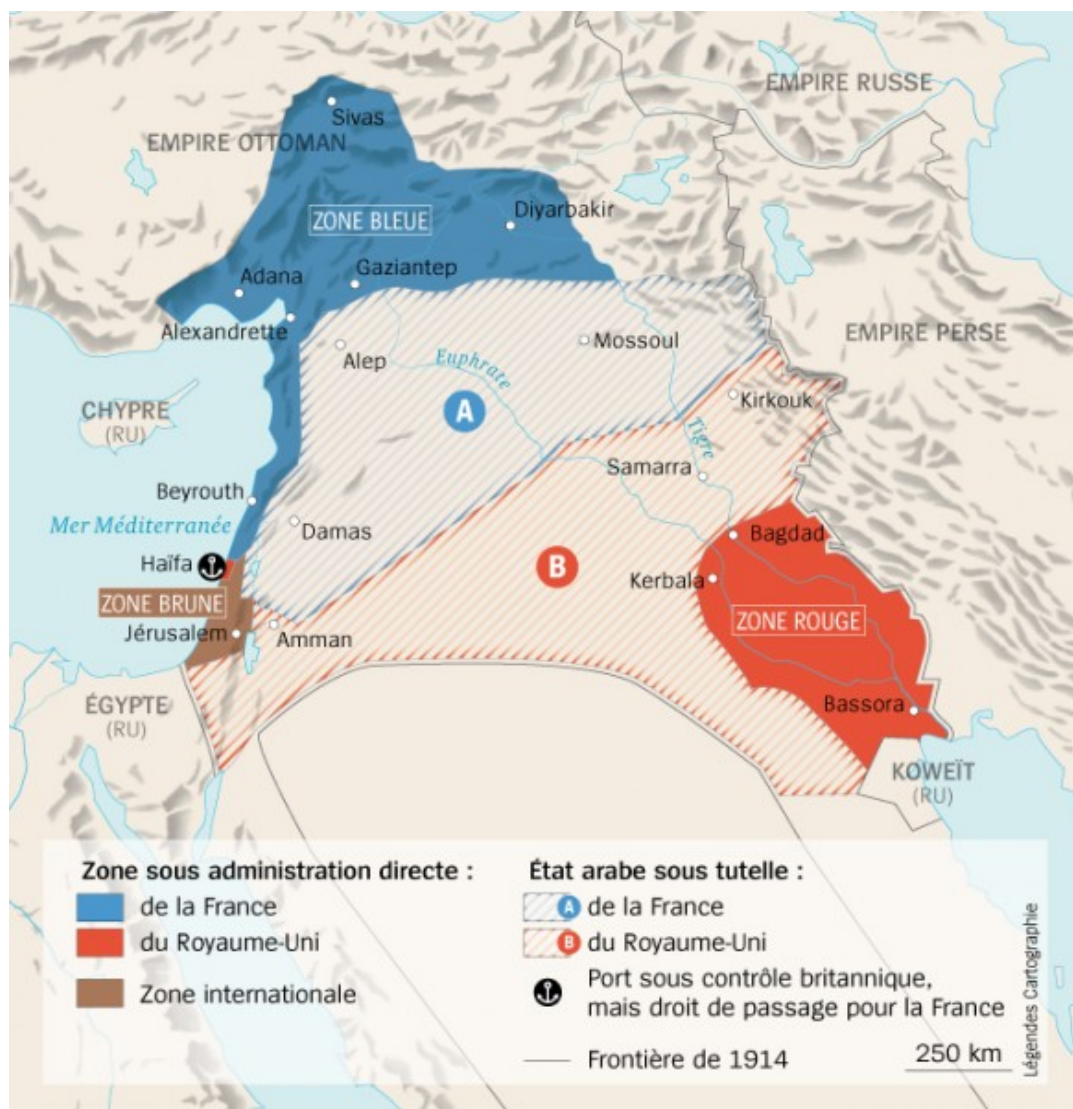 EMPIRE RUSSE
Sivas
EMPIRE OTTOMAN
Diyarbakir
ZONE BLEUE
Gaziantep
Adana
Alexandrette
EMPIRE PERSE
Mossoul
Alep
Euphrate
A
Kirkouk
CHYPRE
(RU)
Tigre
Samarra
Beyrouth
Mer Méditerranée
Damas
Bagdad
Haïfa
B
Kerbala
ZONE BRUNE
ZONE ROUGE
Jérusalem
Amman
ÉGYPTE
(RU)
Bassora
KOWEÏT
(RU)
Zone sous administration directe :
de la France
du Royaume-Uni
Zone internationale
État arabe sous tutelle :
A de la France
B du Royaume-Uni
Port sous contrôle britannique,
mais droit de passage pour la France
Frontière de 1914
250 km
Légendes Cartographie